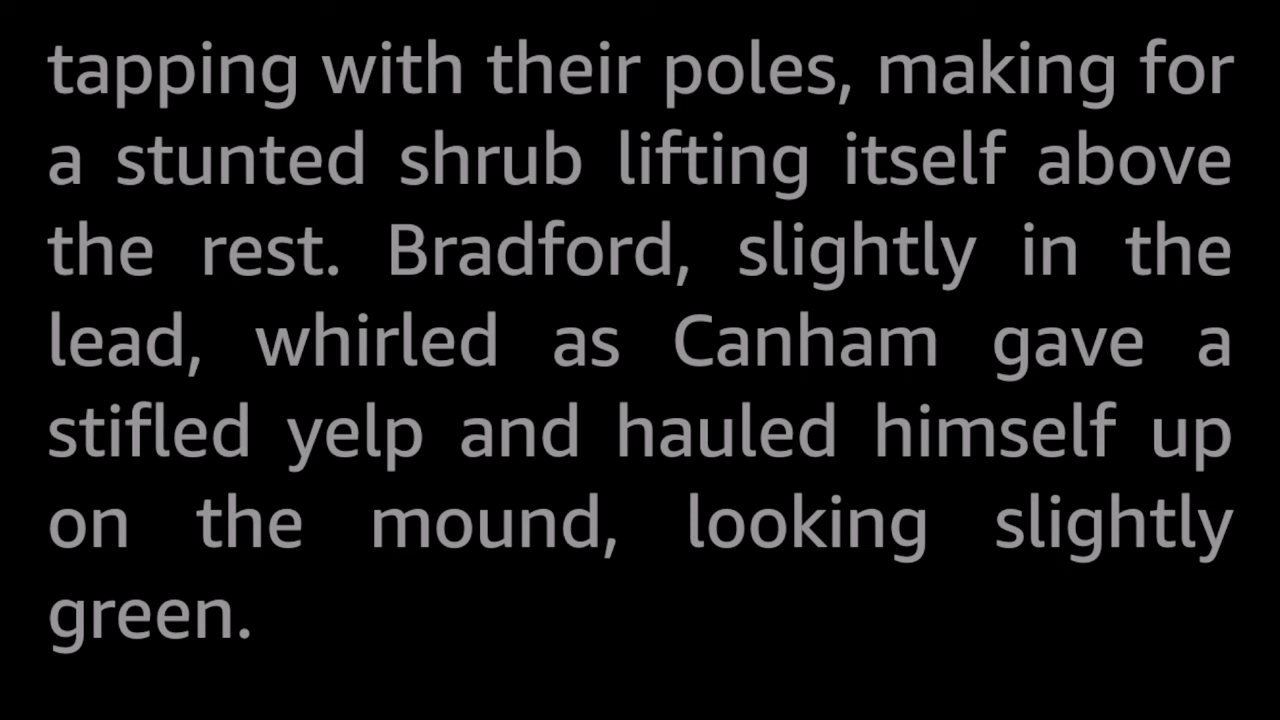 tapping with their poles, making for
a stunted shrub lifting itself above
the rest. Bradford, slightly in the
lead, whirled as Canham gave a
stifled yelp and hauled himself up
on the mound, looking slightly
green.